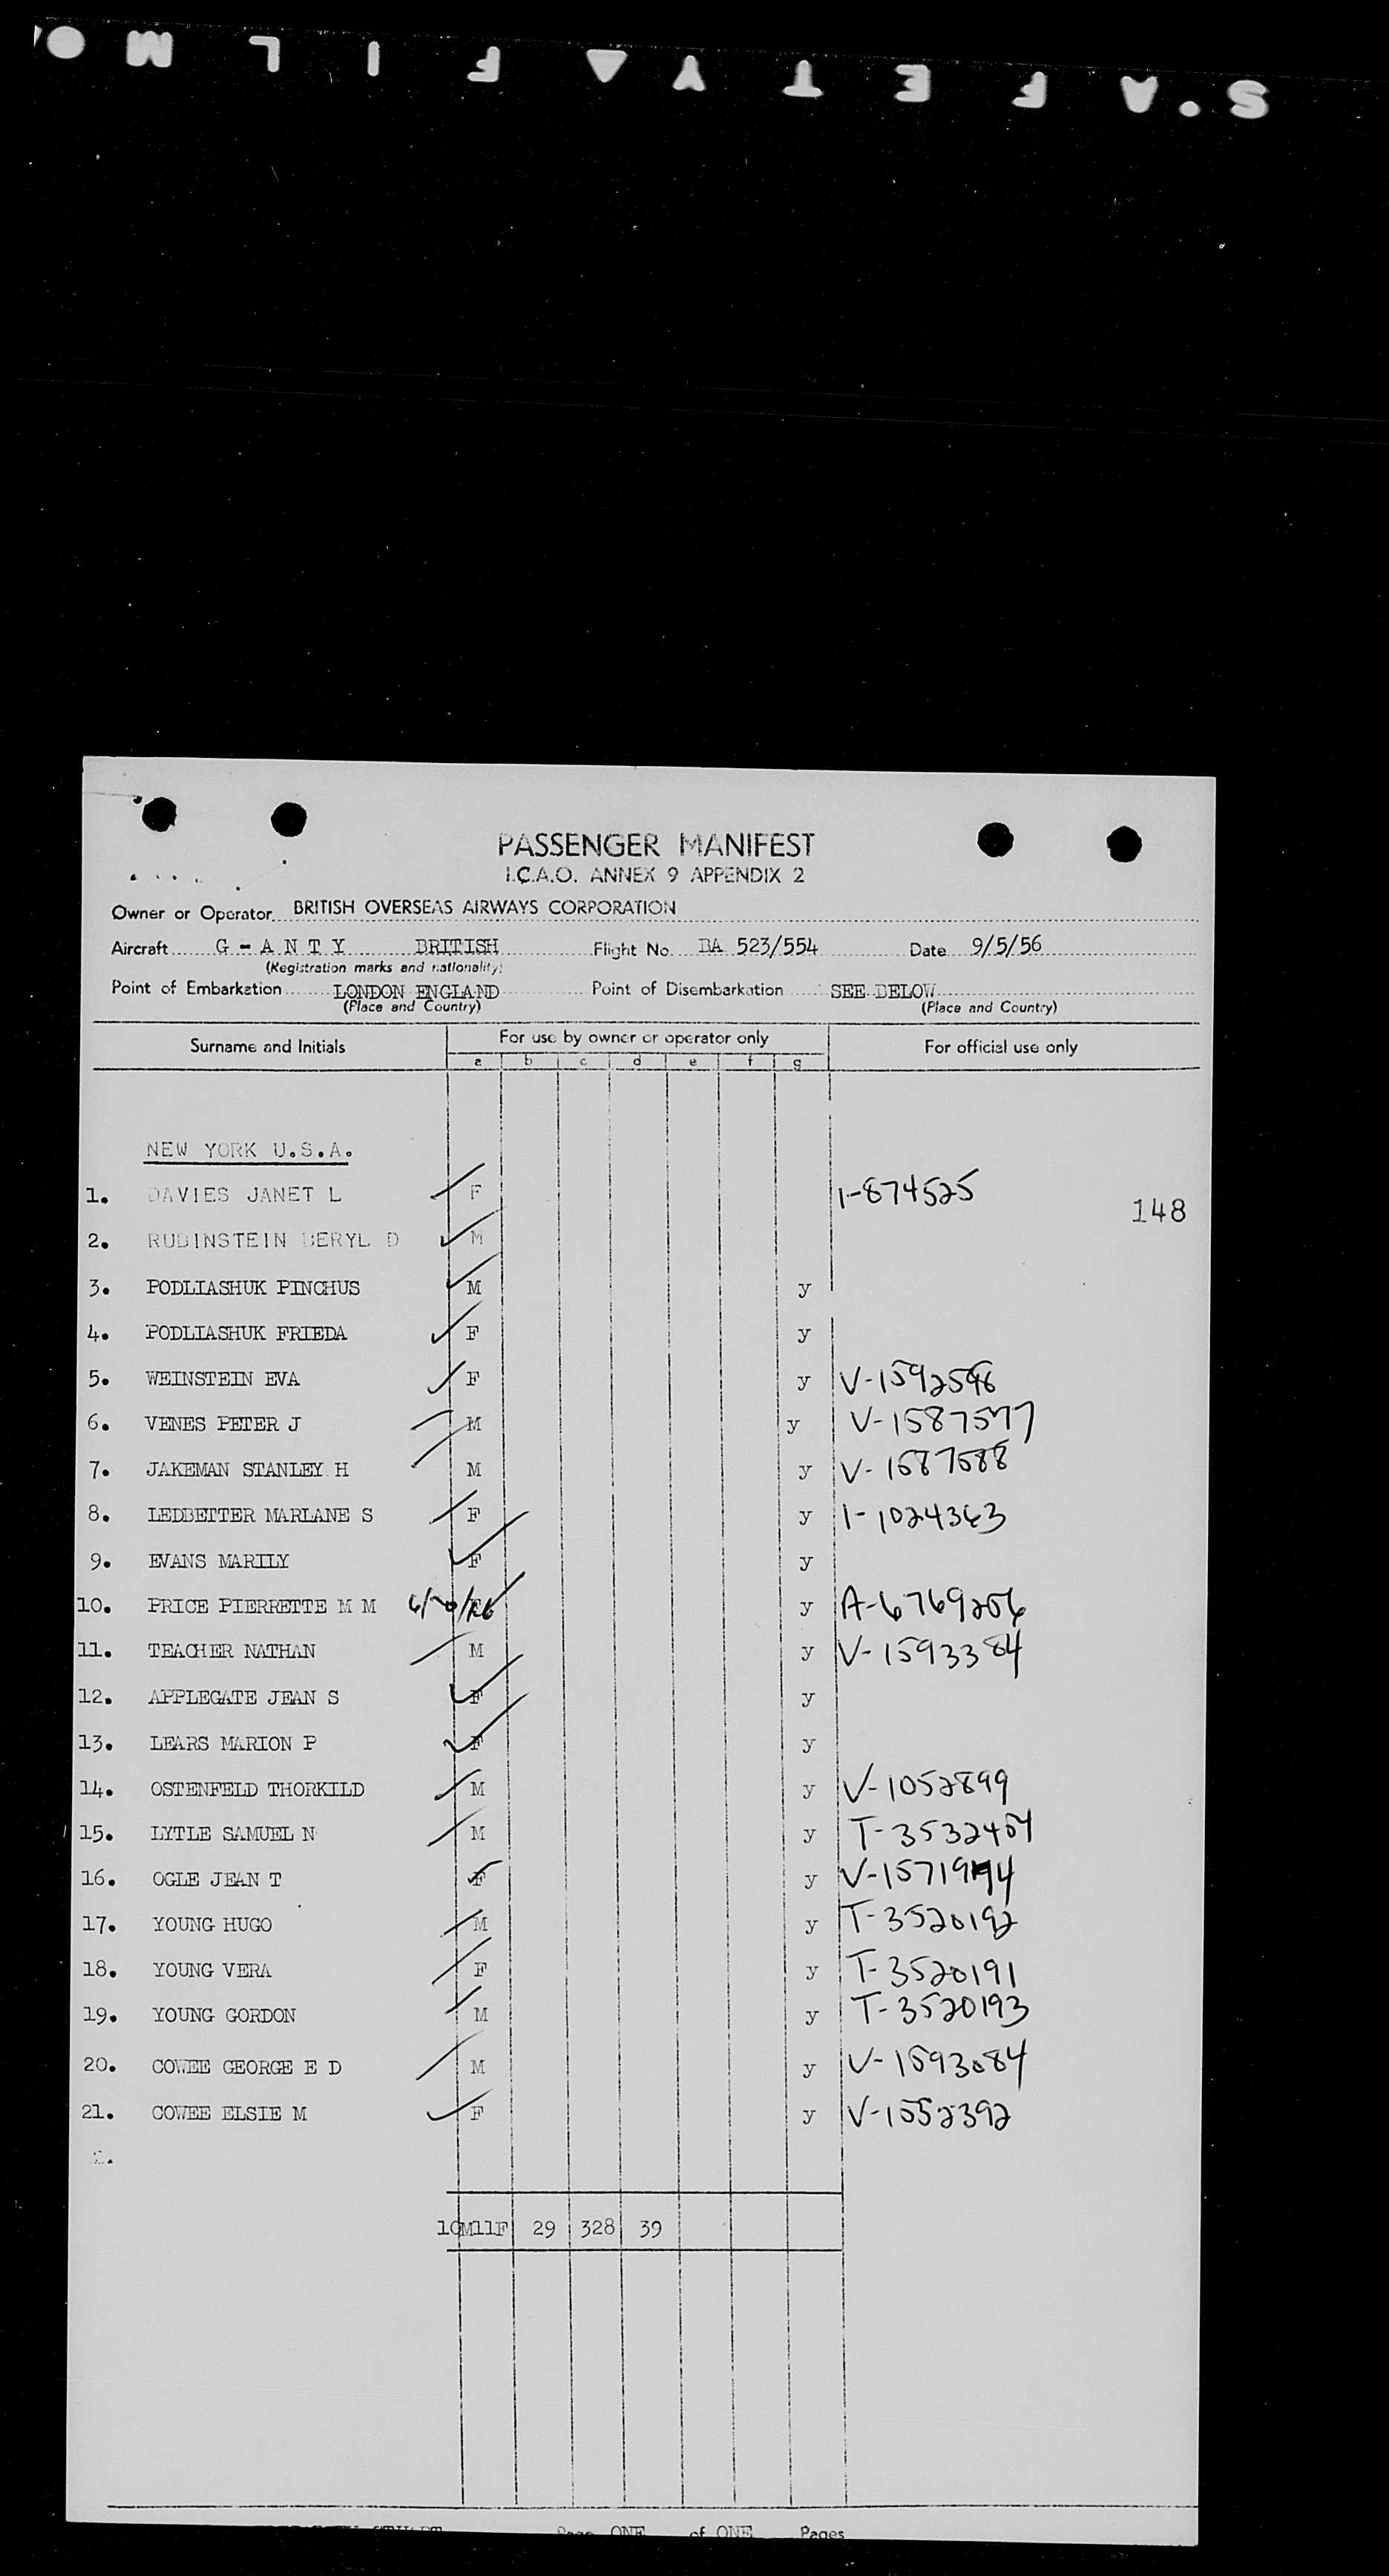 S.A.FETY FILM
PASSENGER MANIFEST
I.C.A.O. ANNEX 9 APPENDIX 2
Owner or Operator BRITISH OVERSEAS AIRWAYS CORPORATION
Aircraft G-ANTY BRITISH Flight No. BA 523/554 Date 9/5/56
(Registration marks and nationality)
Point of Embarkation LONDON ENGLAND Point of Disembarkation SEE BELOW
(Place and Country) (Place and Country)
Surname and Initials For use by owner or operator only For official use only
a b c d e f g
NEW YORK U.S.A.
1. DAVIES JANET L F 1-874525
148
2. RUBINSTEIN BERYL D M
3. PODLIASHUK PINCHUS M y
4. PODLIASHUK FRIEDA F y
5. WEINSTEIN EVA F y V-1592596
6. VENES PETER J M y V-1587577
7. JAKEMAN STANLEY H M y V-1587588
8. LEDBETTER MARLANE S F y 1-1024363
9. EVANS MARILY F y
10. PRICE PIERRETTE M M y A-6769256
11. TEACHER NATHAN M y V-1593384
12. APPLEGATE JEAN S F y
13. LEARS MARION P F y
14. OSTENFELD THORKILD M y V-1052899
15. LYTLE SAMUEL N M y T-3532404
16. OGLE JEAN T F y V-1571944
17. YOUNG HUGO M y T-3520192
18. YOUNG VERA F y T-3520191
19. YOUNG GORDON M y T-3520193
20. COWEE GEORGE E D M y V-1593084
21. COWEE ELSIE M F y V-1552392
10M11F 29 328 39
Page ONE of ONE Pages